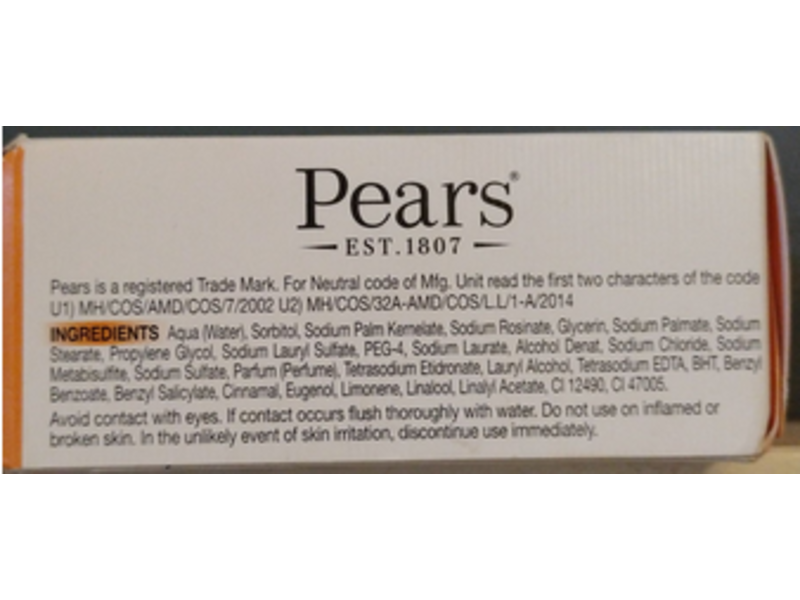 Pears®
EST.1807
Pears is a registered Trade Mark. For Neutral code of Mfg. Unit read the first two characters of the code
U1) MH/COS/AMD/COS/7/2002 U2) MH/COS/32A-AMD/COS/L.L/1-A/2014
INGREDIENTS Aqua (Water), Sorbitol, Sodium Palm Kernelate, Sodium Rosinate, Glycerin, Sodium Palmate, Sodium
Stearate, Propylene Glycol, Sodium Lauryl Sulfate, PEG-4, Sodium Laurate, Alcohol Denat, Sodium Chloride, Sodium
Metabisulfite, Sodium Sulfate, Parfum (Perfume), Tetrasodium Etidronate, Lauryl Alcohol, Tetrasodium EDTA, BHT, Benzyl
Benzoate, Benzyl Salicylate, Cinnamal, Eugenol, Limonene, Linalool, Linalyl Acetate, CI 12490, CI 47005.
Avoid contact with eyes. If contact occurs flush thoroughly with water. Do not use on inflamed or
broken skin. In the unlikely event of skin irritation, discontinue use immediately.